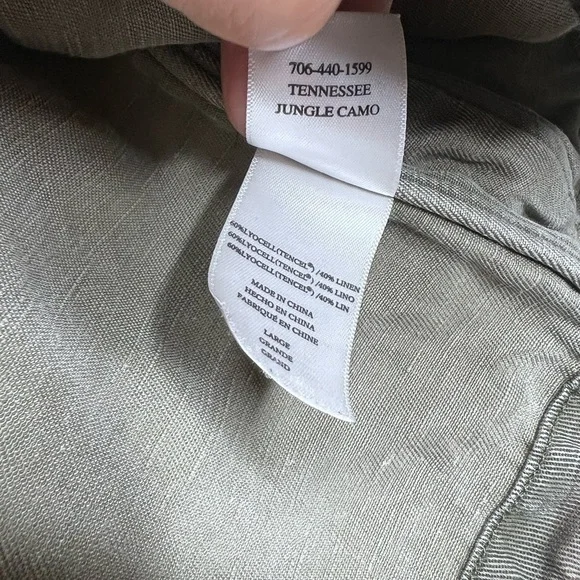 706-440-1599
TENNESSEE
JUNGLE CAMO
60%LYOCELL(TENCEL®) /40% LINEN
60%LYOCELL(TENCEL®) /40% LINO
60%LYOCELL(TENCEL®) /40% LIN
MADE IN CHINA
HECHO EN CHINA
FABRIQUÉ EN CHINE
LARGE
GRANDE
GRAND